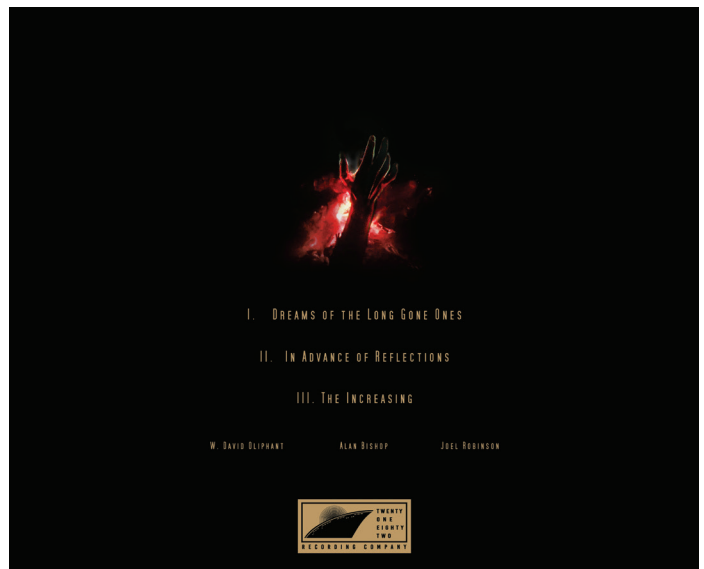 I. Dreams of the Long Gone Ones
II. In Advance of Reflections
III. The Increasing
W. David Oliphant Alan Bishop Joel Robinson
TWENTY
ONE
EIGHTY
TWO
RECORDING COMPANY